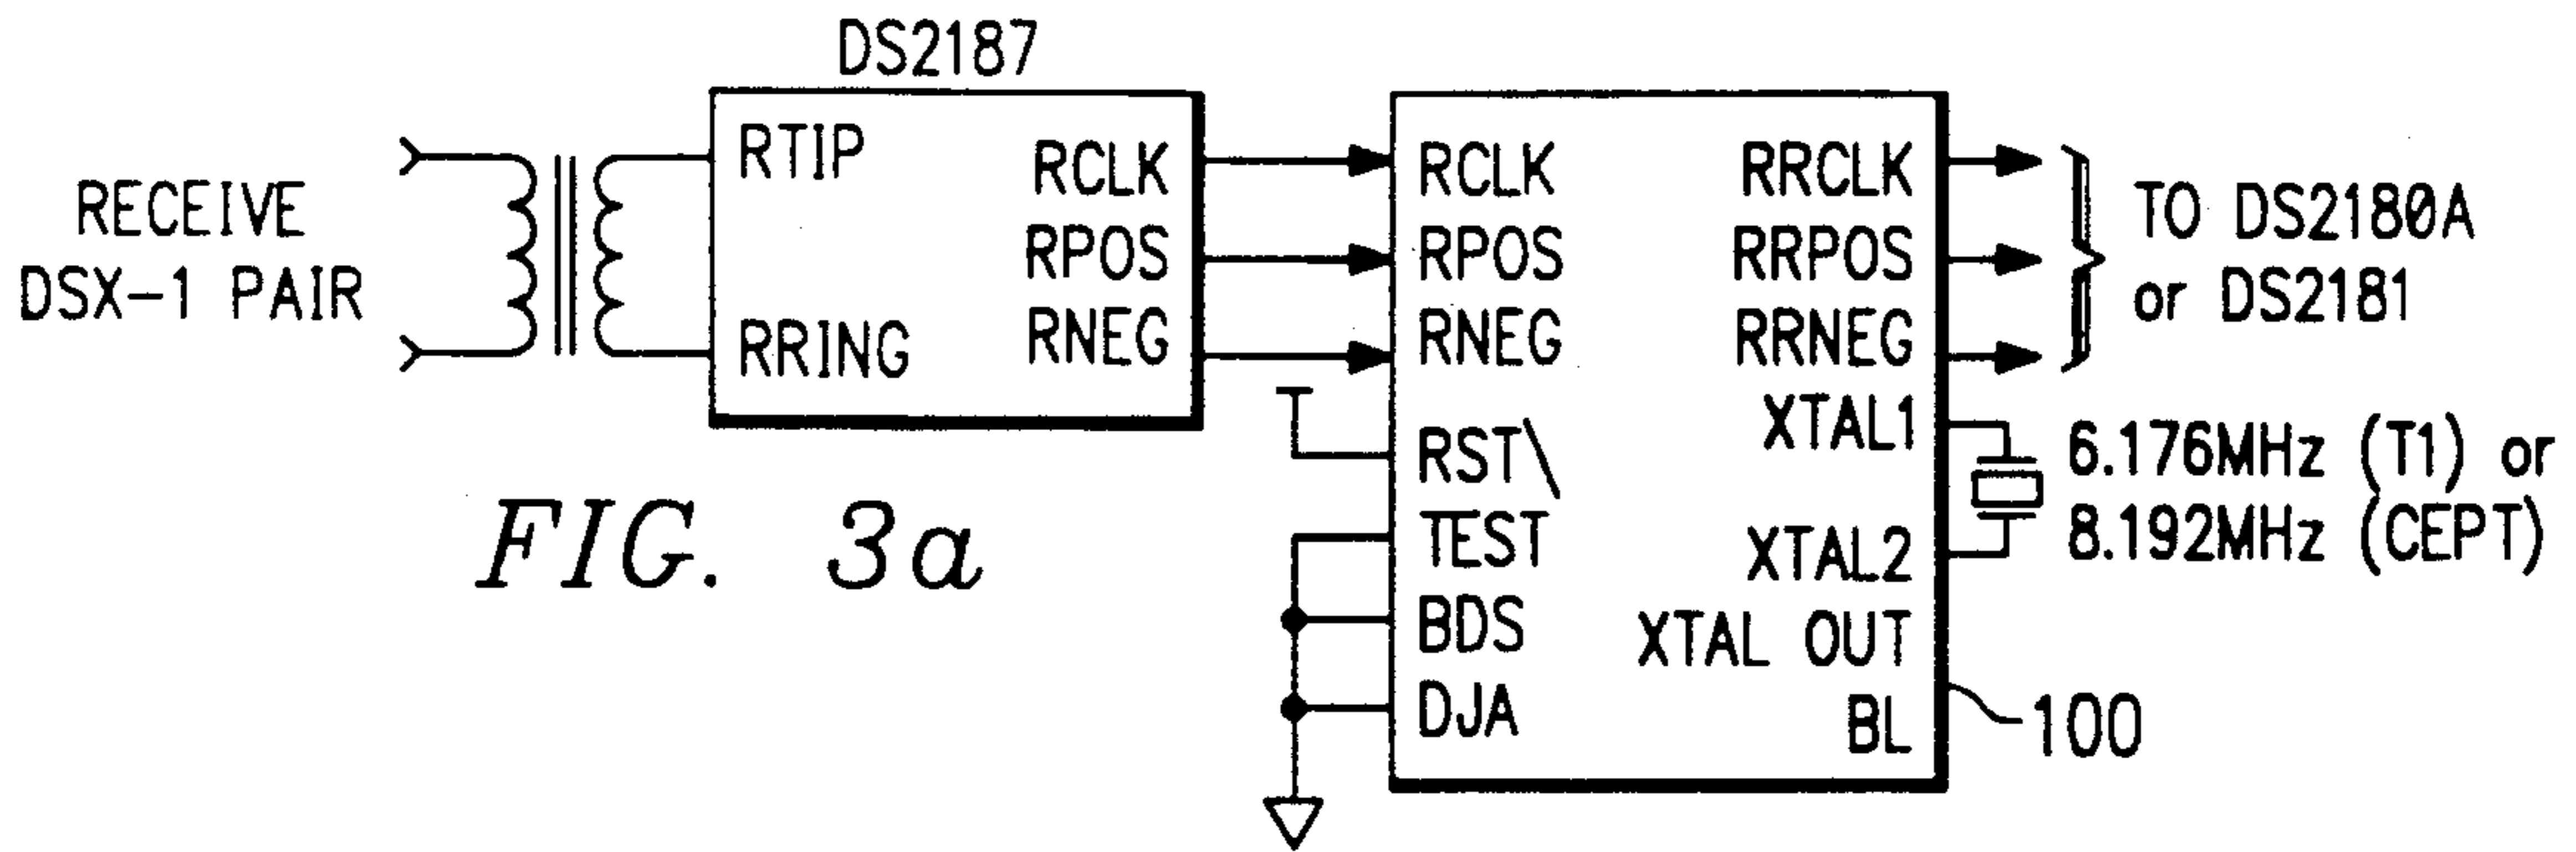 DS2187
RECEIVE
DSX-1 PAIR
RTIP
RRING
RCLK
RPOS
RNEG
RCLK
RPOS
RNEG
RST\
TEST
BDS
DJA
RRCLK
RRPOS
RRNEG
XTAL1
XTAL2
XTAL OUT
BL
TO DS2180A
or DS2181
6.176MHz (T1) or
8.192MHz (CEPT)
100
FIG. 3a